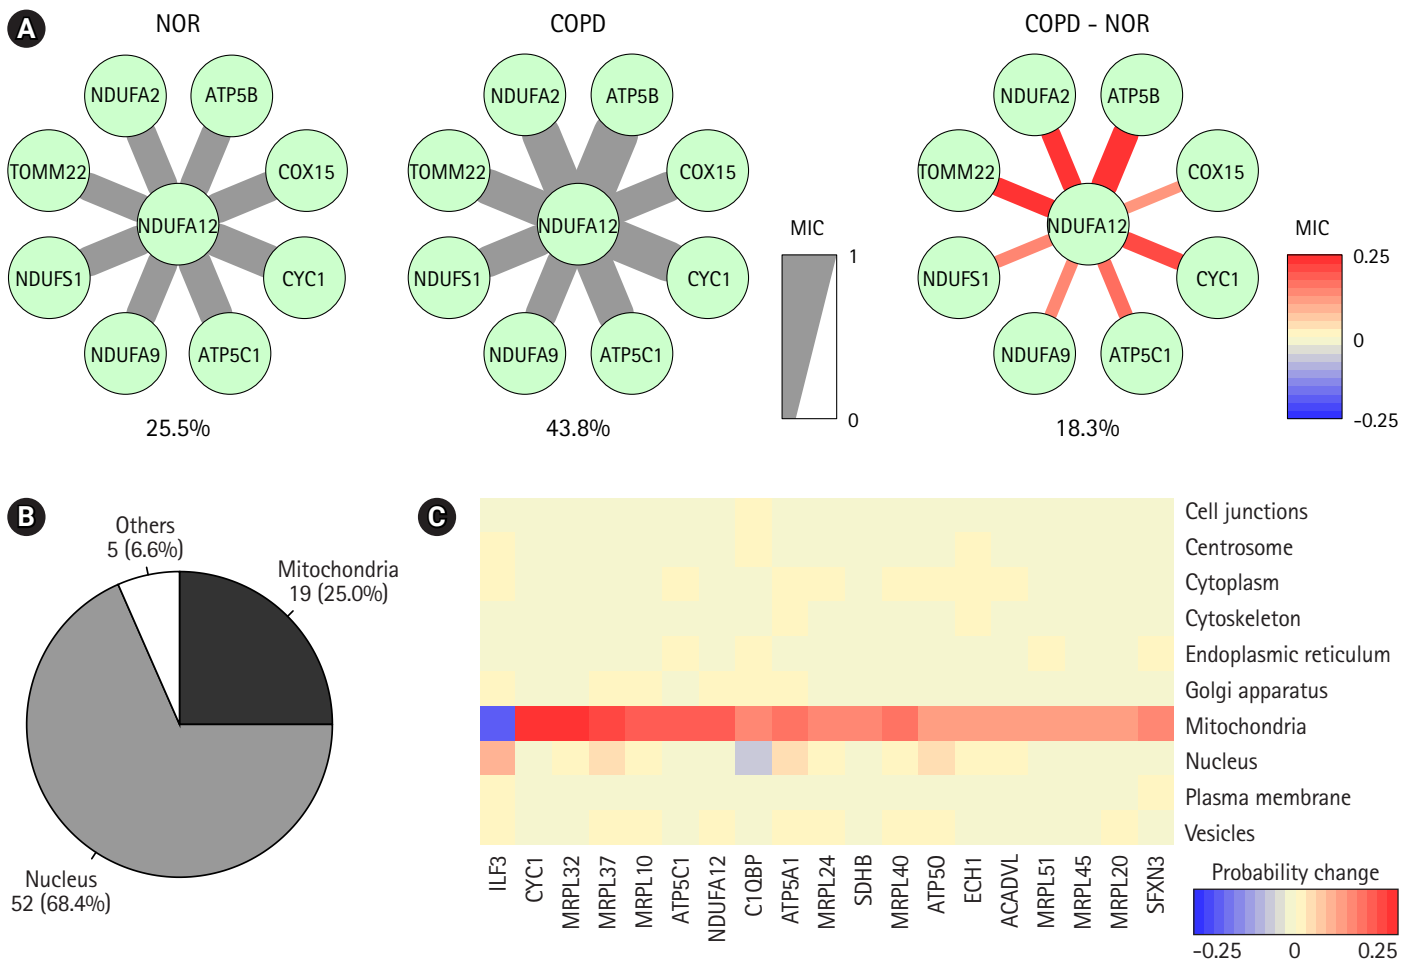 A
NOR
COPD
COPD - NOR
NDUFA2
ATP5B
TOMM22
COX15
NDUFA12
NDUFS1
CYC1
NDUFA9
ATP5C1
25.5%
NDUFA2
ATP5B
TOMM22
COX15
NDUFA12
NDUFS1
CYC1
NDUFA9
ATP5C1
43.8%
MIC
1
0
NDUFA2
ATP5B
TOMM22
COX15
NDUFA12
NDUFS1
CYC1
NDUFA9
ATP5C1
18.3%
MIC
0.25
0
-0.25
B
Others
5 (6.6%)
Mitochondria
19 (25.0%)
Nucleus
52 (68.4%)
C
Cell junctions
Centrosome
Cytoplasm
Cytoskeleton
Endoplasmic reticulum
Golgi apparatus
Mitochondria
Nucleus
Plasma membrane
Vesicles
ILF3
CYC1
MRPL32
MRPL37
MRPL10
ATP5C1
NDUFA12
C1QBP
ATP5A1
MRPL24
SDHB
MRPL40
ATP5O
ECH1
ACADVL
MRPL51
MRPL45
MRPL20
SFXN3
Probability change
-0.25
0
0.25